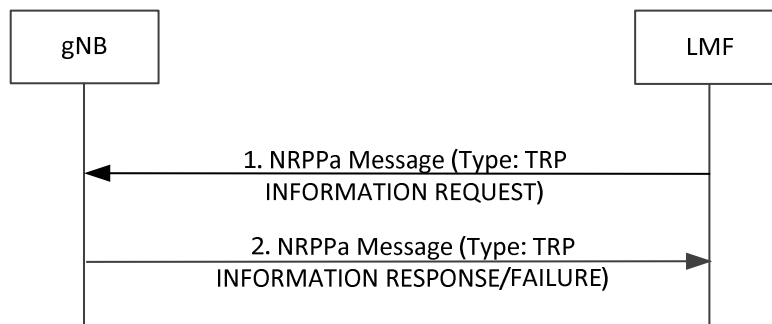 gNB
LMF
1. NRPPa Message (Type: TRP
INFORMATION REQUEST)
2. NRPPa Message (Type: TRP
INFORMATION RESPONSE/FAILURE)